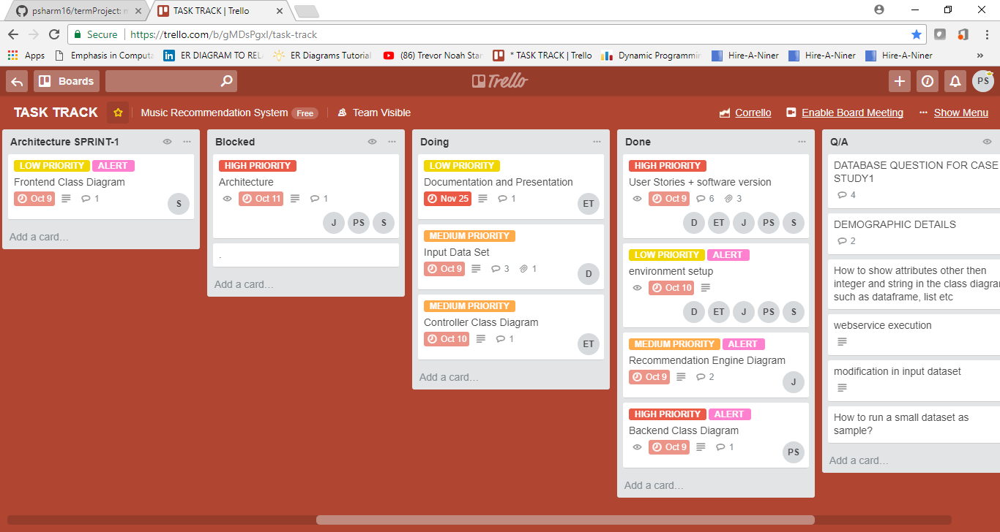 psharm16/termProject: m
TASK TRACK | Trello
Secure
https://trello.com/b/gMDsPgxl/task-track
Apps
Emphasis in Computa
ER DIAGRAM TO REL
ER Diagrams Tutorial
(86) Trevor Noah Star
* TASK TRACK | Trello
Dynamic Programmin
Hire-A-Niner
Hire-A-Niner
Hire-A-Niner
Boards
Trello
PS
TASK TRACK
Music Recommendation System Free
Team Visible
Corrello
Enable Board Meeting
Show Menu
Architecture SPRINT-1
LOW PRIORITY ALERT
Frontend Class Diagram
Oct 9 1
S
Add a card...
Blocked
HIGH PRIORITY
Architecture
Oct 11 1
J PS S
.
Add a card...
Doing
LOW PRIORITY
Documentation and Presentation
Nov 25 1
ET
MEDIUM PRIORITY
Input Data Set
Oct 9 3 1
D
MEDIUM PRIORITY
Controller Class Diagram
Oct 10 1
ET
Add a card...
Done
HIGH PRIORITY
User Stories + software version
Oct 9 6 3
D ET J PS S
LOW PRIORITY ALERT
environment setup
Oct 10
D ET J PS S
MEDIUM PRIORITY ALERT
Recommendation Engine Diagram
Oct 9 2
J
HIGH PRIORITY ALERT
Backend Class Diagram
Oct 9 1
PS
Add a card...
Q/A
DATABASE QUESTION FOR CASE
STUDY1
4
DEMOGRAPHIC DETAILS
2
How to show attributes other then
integer and string in the class diagram
such as dataframe, list etc
webservice execution
modification in input dataset
How to run a small dataset as
sample?
Add a card...